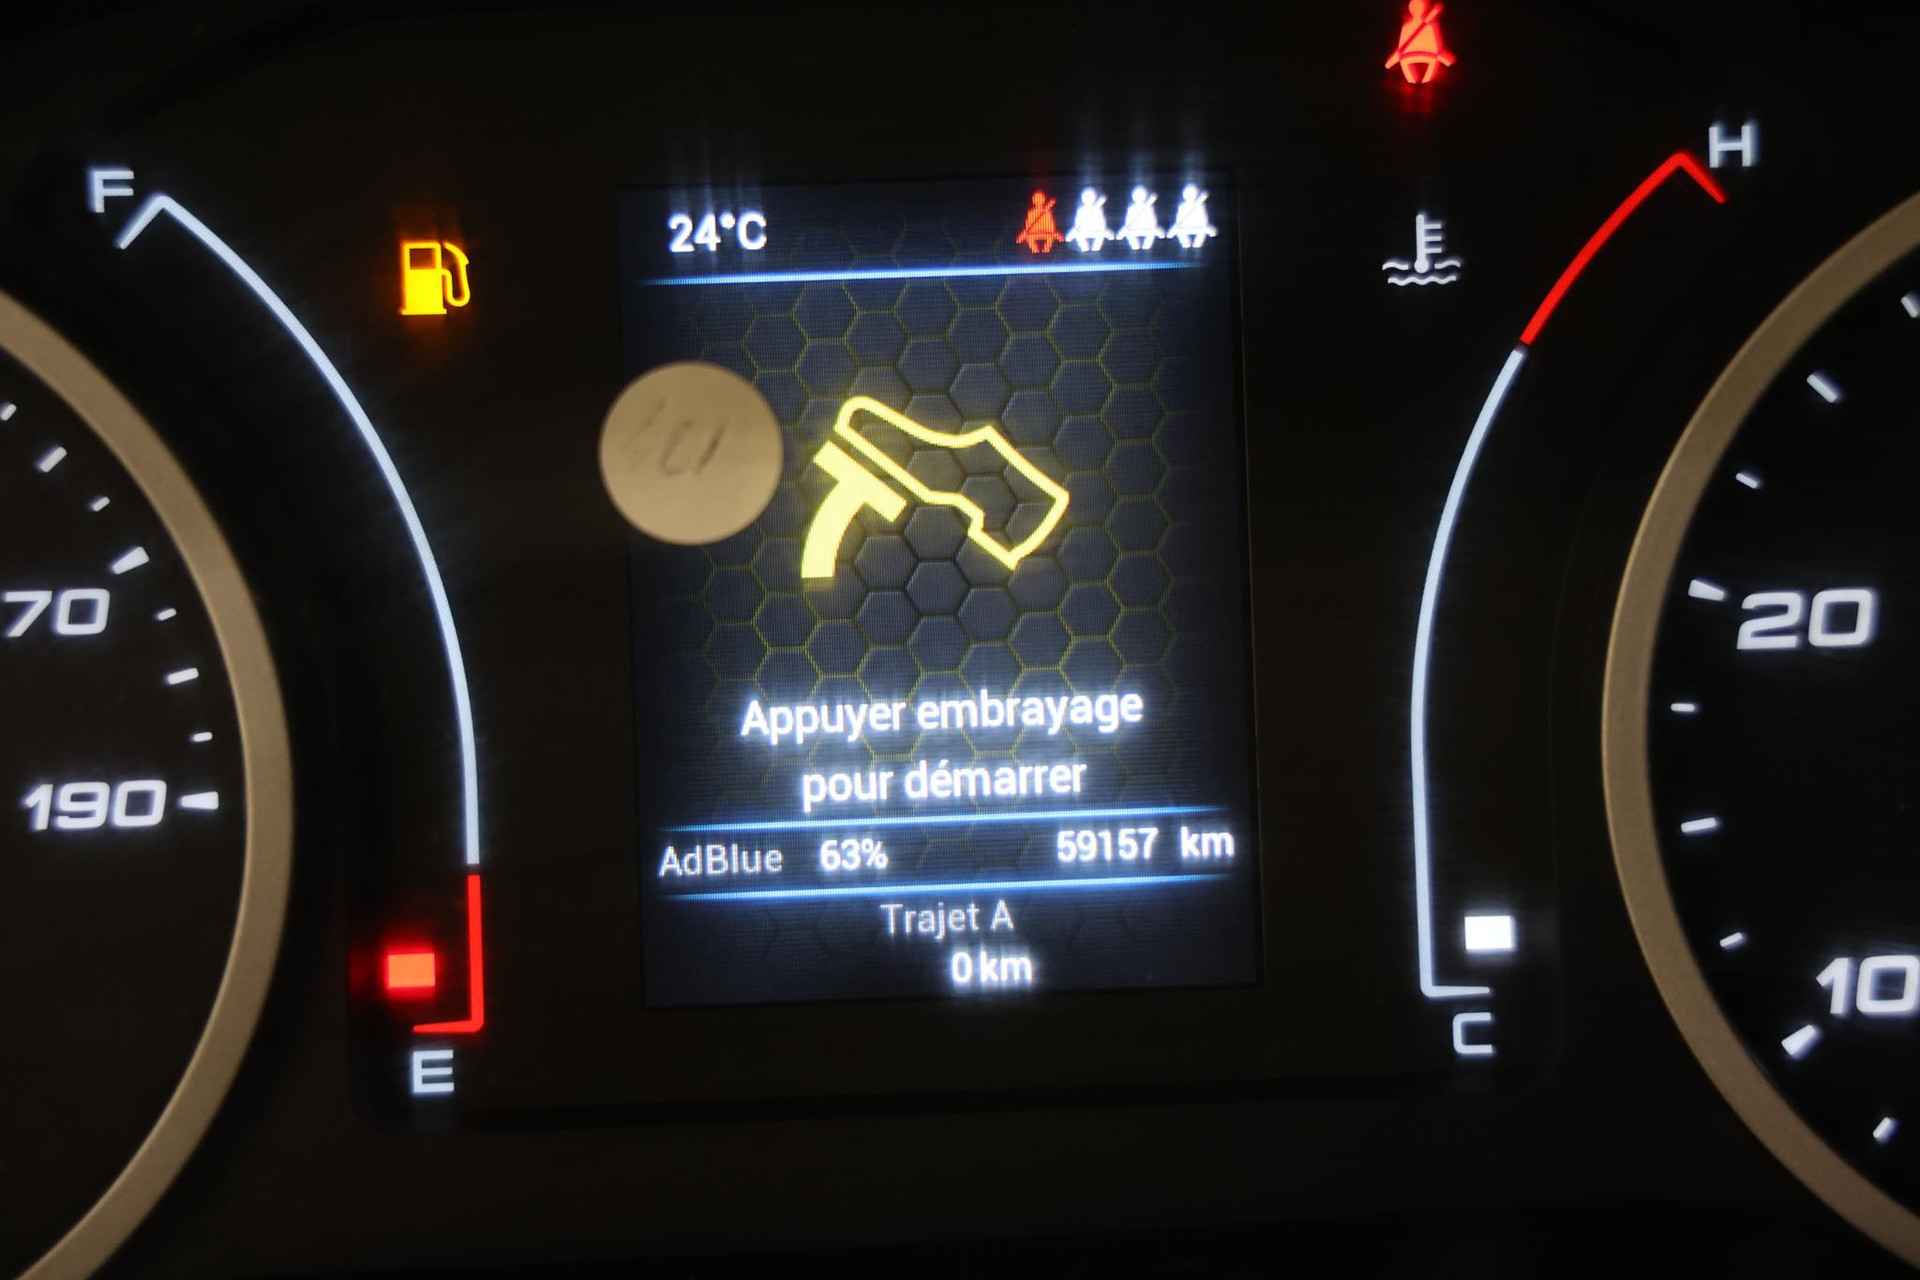 F
H
24°C
70
20
Appuyer embrayage
pour démarrer
190
AdBlue 63% 59157 km
Trajet A
0 km
10
E
C